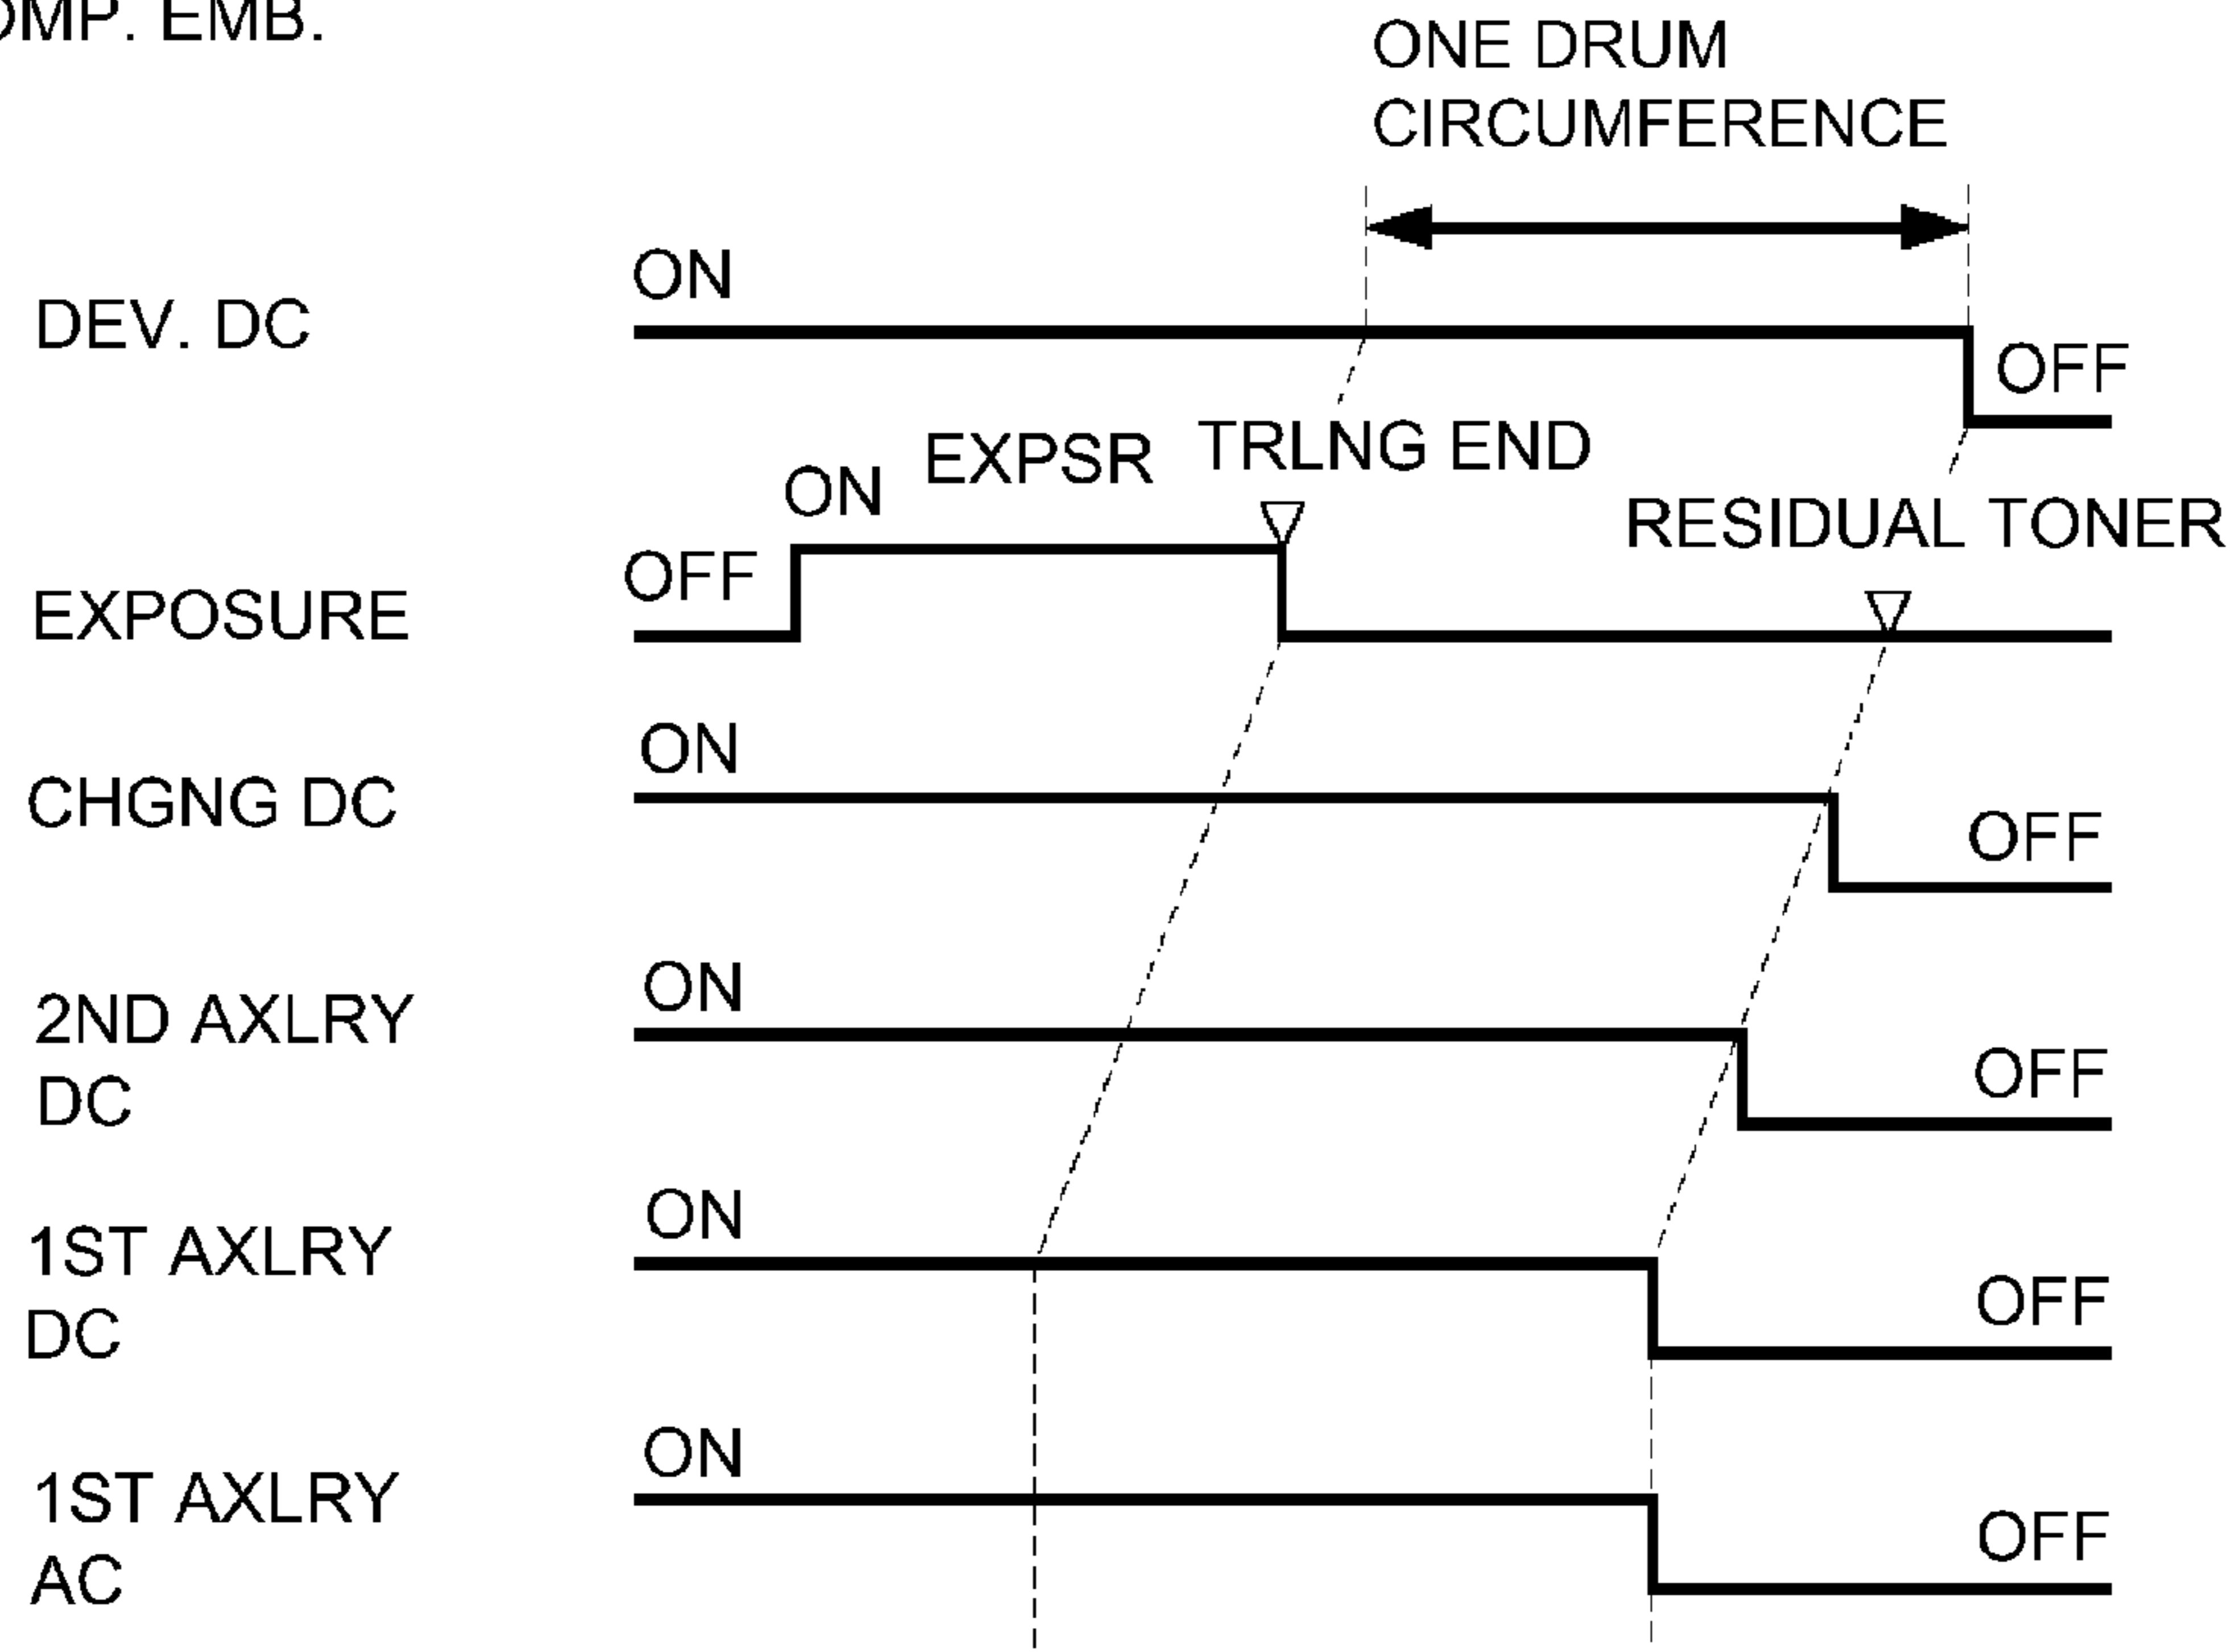 EMB.
ONE DRUM
CIRCUMFERENCE
ON
DEV. DC
OFF
EXPSR TRLNG END
ON
RESIDUAL TONER
OFF
EXPOSURE
ON
CHGNG DC
OFF
ON
2ND AXLRY
DC
OFF
ON
1ST AXLRY
DC
OFF
ON
1ST AXLRY
AC
OFF